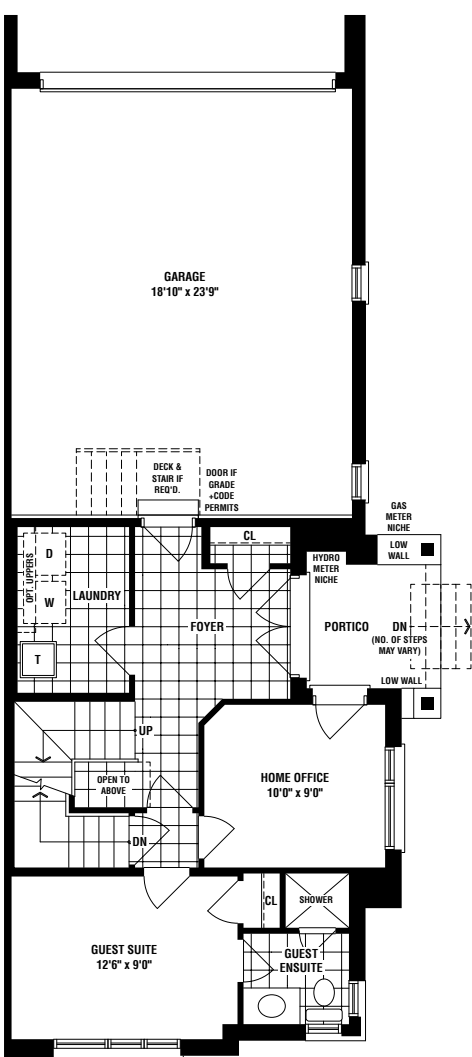 GARAGE
18'10" x 23'9"
DECK &
STAIR IF
REQ'D.
DOOR IF
GRADE
+CODE
PERMITS
GAS
METER
NICHE
CL
LOW
WALL
HYDRO
METER
NICHE
OPT. UPPERS
D
W
LAUNDRY
T
FOYER
PORTICO
DN
(NO. OF STEPS
MAY VARY)
LOW WALL
UP
OPEN TO
ABOVE
HOME OFFICE
10'0" x 9'0"
DN
CL
SHOWER
GUEST SUITE
12'6" x 9'0"
GUEST
ENSUITE